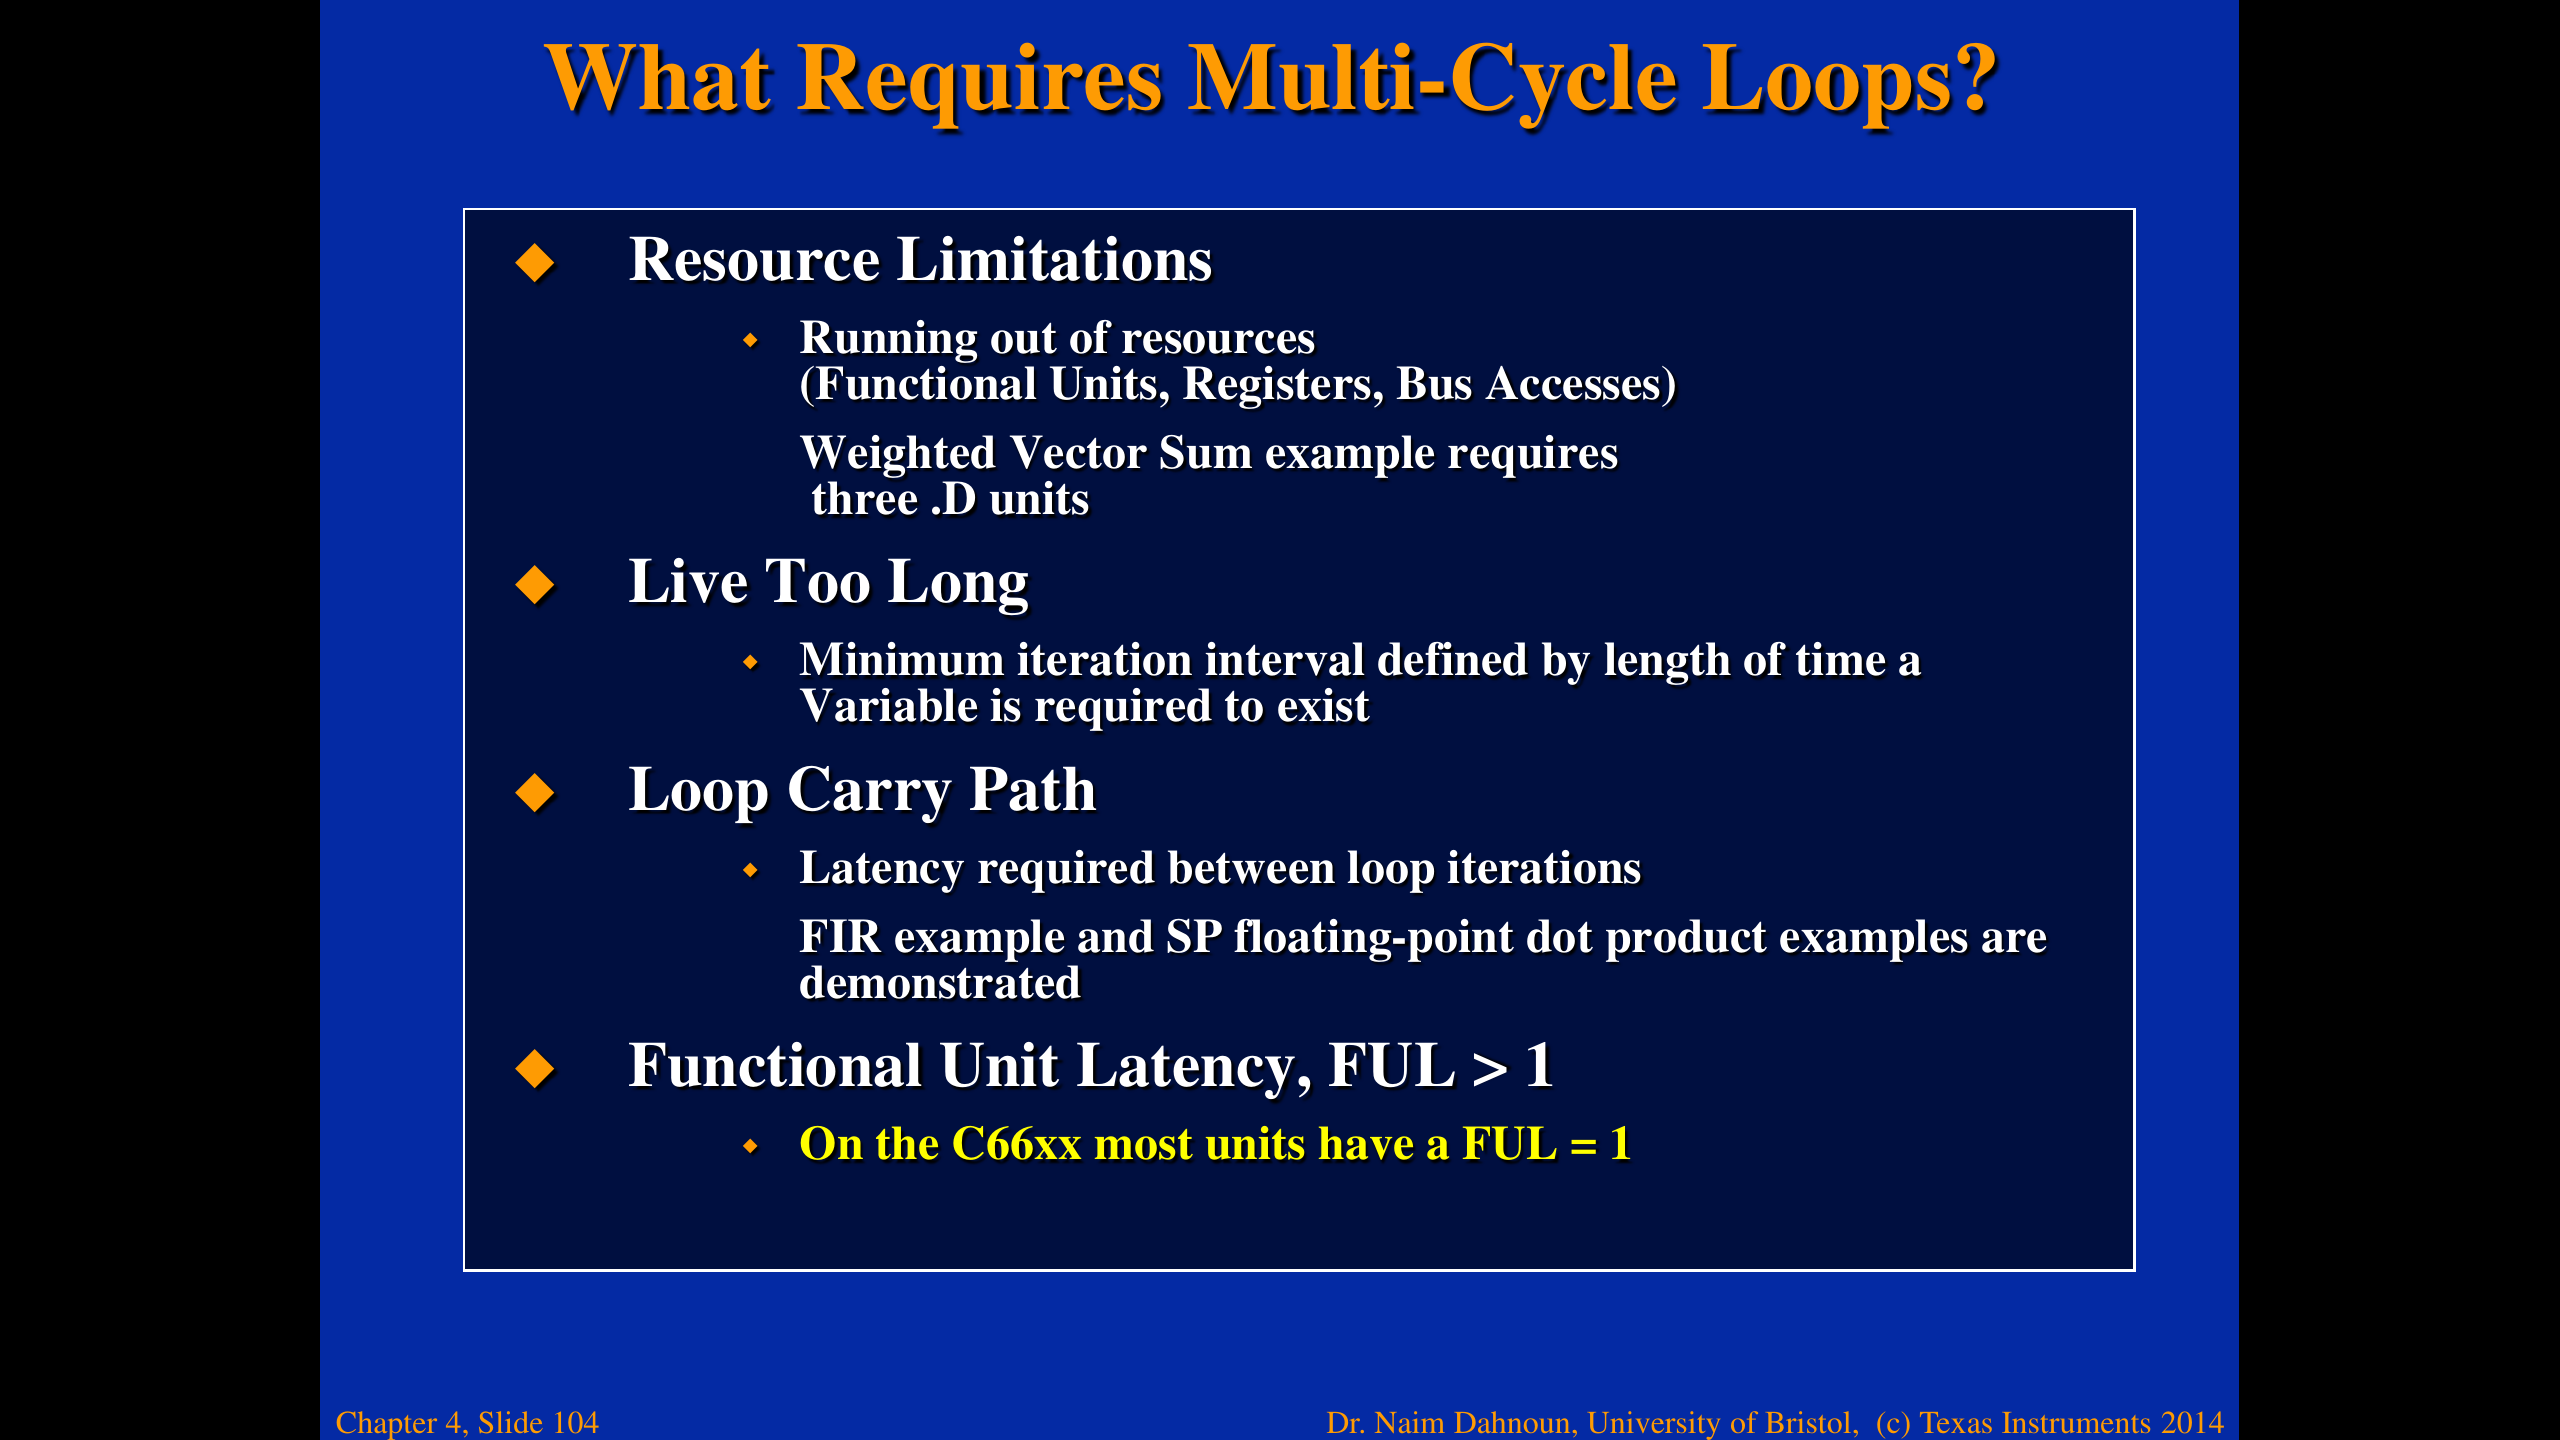 What Requires Multi-Cycle Loops?
Resource Limitations
Running out of resources
(Functional Units, Registers, Bus Accesses)
Weighted Vector Sum example requires
three .D units
Live Too Long
Minimum iteration interval defined by length of time a
Variable is required to exist
Loop Carry Path
Latency required between loop iterations
FIR example and SP floating-point dot product examples are
demonstrated
Functional Unit Latency, FUL > 1
On the C66xx most units have a FUL = 1
Chapter 4, Slide 104
Dr. Naim Dahnoun, University of Bristol, (c) Texas Instruments 2014